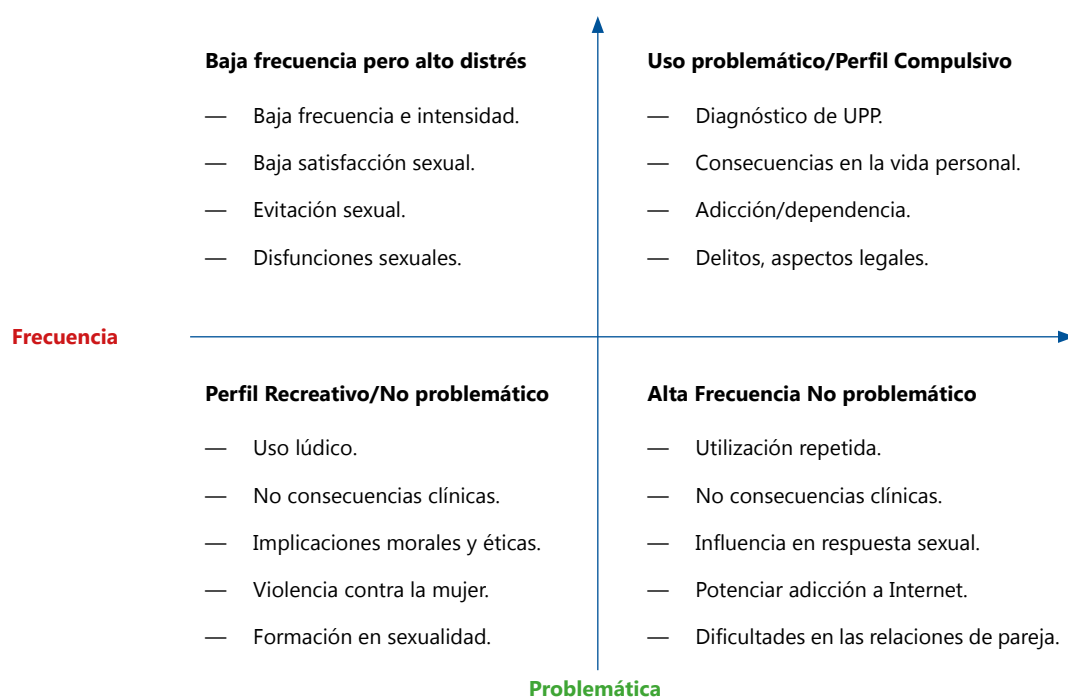 Baja frecuencia pero alto distrés
— Baja frecuencia e intensidad.
— Baja satisfacción sexual.
— Evitación sexual.
— Disfunciones sexuales.
Uso problemático/Perfil Compulsivo
— Diagnóstico de UPP.
— Consecuencias en la vida personal.
— Adicción/dependencia.
— Delitos, aspectos legales.
Frecuencia
Perfil Recreativo/No problemático
— Uso lúdico.
— No consecuencias clínicas.
— Implicaciones morales y éticas.
— Violencia contra la mujer.
— Formación en sexualidad.
Alta Frecuencia No problemático
— Utilización repetida.
— No consecuencias clínicas.
— Influencia en respuesta sexual.
— Potenciar adicción a Internet.
— Dificultades en las relaciones de pareja.
Problemática